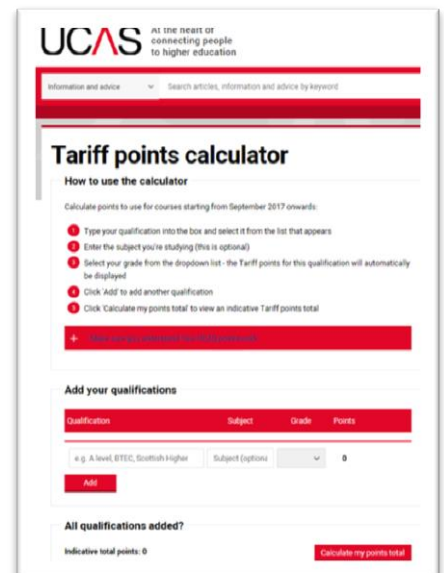 UCAS
At the heart of
connecting people
to higher education
Information and advice
Search articles, information and advice by keyword
Tariff points calculator
How to use the calculator
Calculate points to use for courses starting from September 2017 onwards:
1 Type your qualification into the box and select it from the list that appears
2 Enter the subject you're studying (this is optional)
3 Select your grade from the dropdown list - the Tariff points for this qualification will automatically
be displayed
4 Click 'Add' to add another qualification
5 Click 'Calculate my points total' to view an indicative Tariff points total
+
Add your qualifications
Qualification Subject Grade Points
e.g. A level, BTEC, Scottish Higher Subject (optiona 0
Add
All qualifications added?
Indicative total points: 0
Calculate my points total